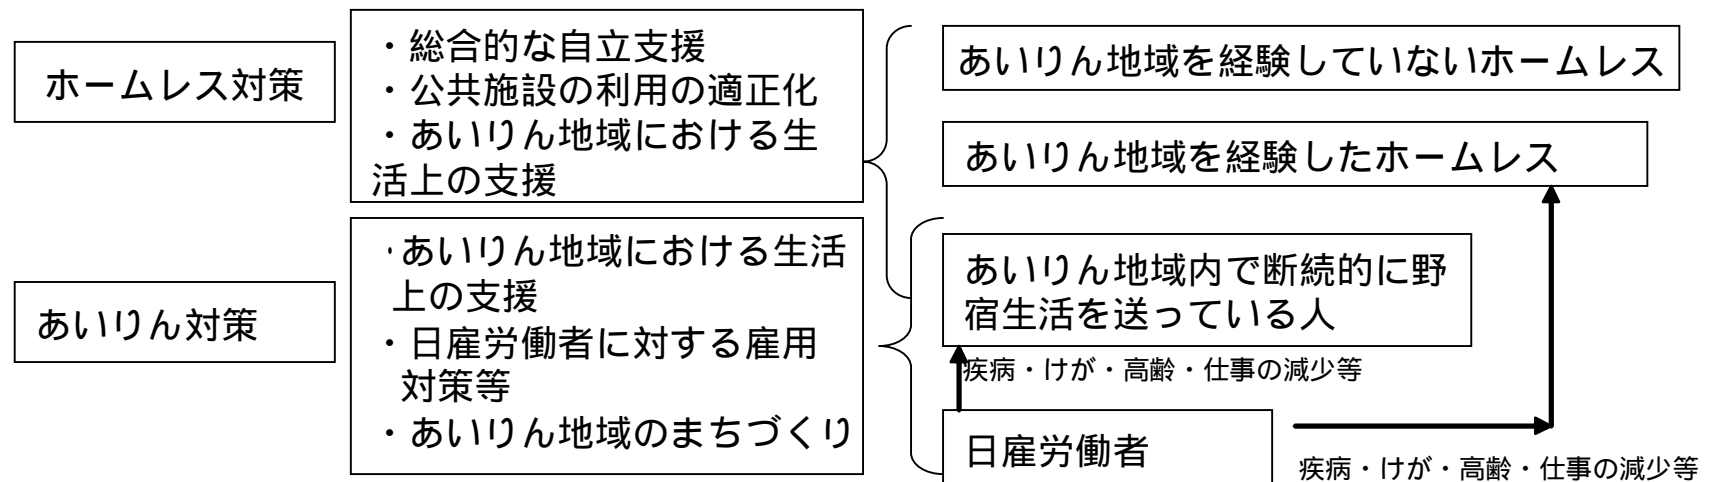 ホームレス対策
・総合的な自立支援
・公共施設の利用の適正化
・あいりん地域における生
活上の支援
あいりん地域を経験していないホームレス
あいりん地域を経験したホームレス
あいりん対策
・あいりん地域における生活
上の支援
・日雇労働者に対する雇用
対策等
・あいりん地域のまちづくり
あいりん地域内で断続的に野
宿生活を送っている人
疾病・けが・高齢・仕事の減少等
日雇労働者
疾病・けが・高齢・仕事の減少等